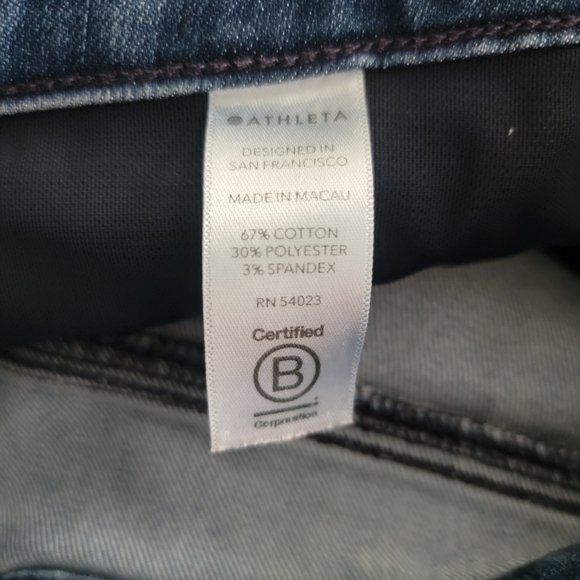 ATHLETA
DESIGNED IN
SAN FRANCISCO
MADE IN MACAU
67% COTTON
30% POLYESTER
3% SPANDEX
RN 54023
Certified
B
Corporation